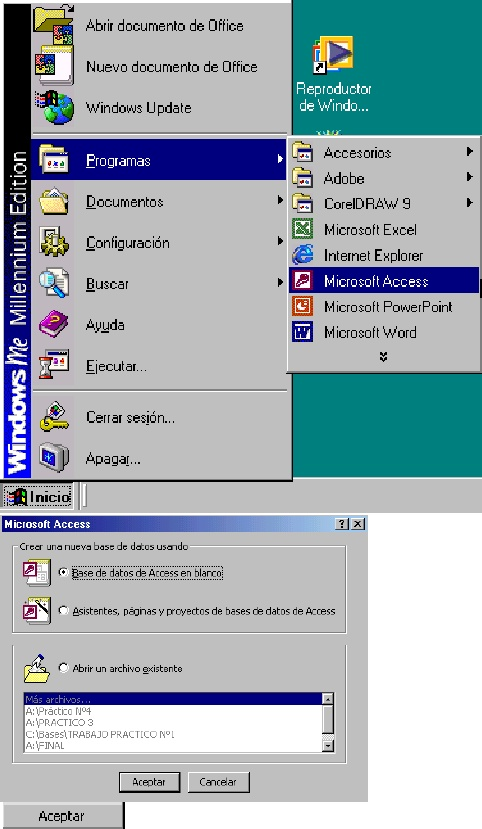 Abrir documento de Office
Nuevo documento de Office
Windows Update
Programas
Documentos
Configuración
Buscar
Ayuda
Ejecutar...
Cerrar sesión...
Apagar...
Windows Me Millennium Edition
Inicio
Reproductor
de Windo...
Accesorios
Adobe
CorelDRAW 9
Microsoft Excel
Internet Explorer
Microsoft Access
Microsoft PowerPoint
Microsoft Word
Microsoft Access
Crear una nueva base de datos usando
Base de datos de Access en blanco
Asistentes, páginas y proyectos de bases de datos de Access
Abrir un archivo existente
Más archivos...
A:\Práctico Nº4
A:\PRACTICO 3
C:\Bases\TRABAJO PRACTICO Nº1
A:\FINAL
Aceptar
Cancelar
Aceptar